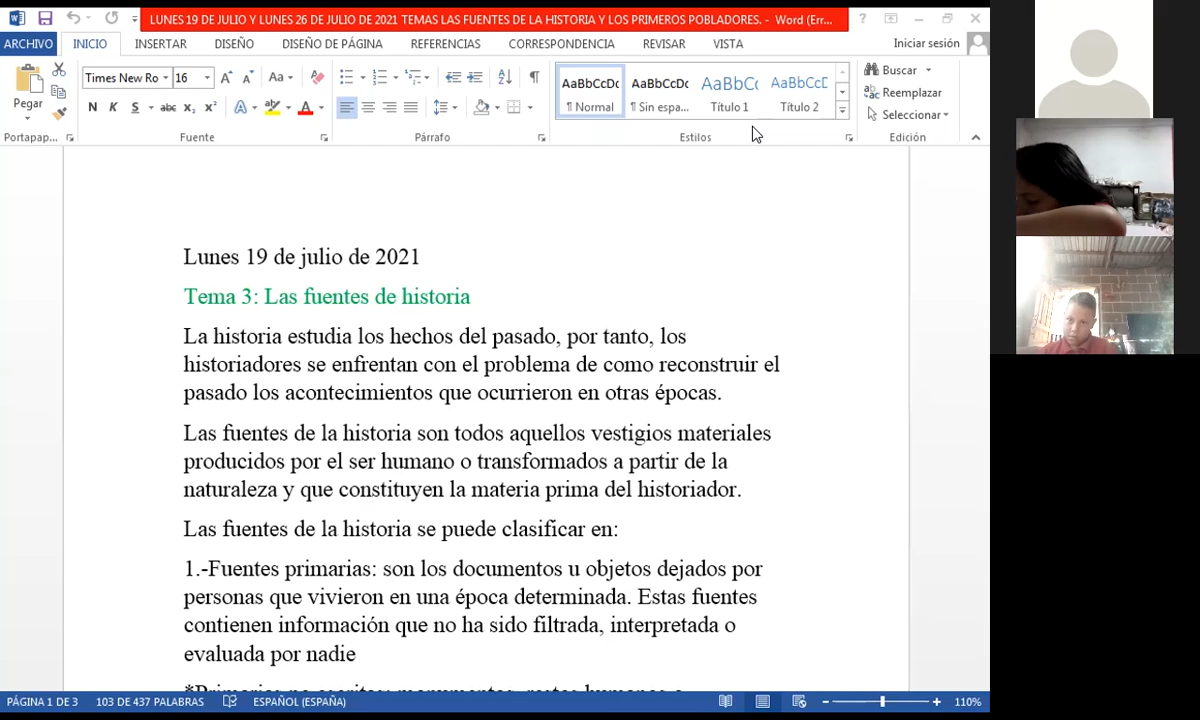 LUNES 19 DE JULIO Y LUNES 26 DE JULIO DE 2021 TEMAS LAS FUENTES DE LA HISTORIA Y LOS PRIMEROS POBLADORES. - Word (Err...
ARCHIVO INICIO INSERTAR DISEÑO DISEÑO DE PÁGINA REFERENCIAS CORRESPONDENCIA REVISAR VISTA Iniciar sesión
Times New Ro 16 Aa
Pegar
N K S abc x₂ x²
AaBbCcDc AaBbCcDc AaBbCc AaBbCcE
¶ Normal ¶ Sin espa... Título 1 Título 2
Buscar
Reemplazar
Seleccionar
Portapap... Fuente Párrafo Estilos Edición
Lunes 19 de julio de 2021
Tema 3: Las fuentes de historia
La historia estudia los hechos del pasado, por tanto, los
historiadores se enfrentan con el problema de como reconstruir el
pasado los acontecimientos que ocurrieron en otras épocas.
Las fuentes de la historia son todos aquellos vestigios materiales
producidos por el ser humano o transformados a partir de la
naturaleza y que constituyen la materia prima del historiador.
Las fuentes de la historia se puede clasificar en:
1.-Fuentes primarias: son los documentos u objetos dejados por
personas que vivieron en una época determinada. Estas fuentes
contienen información que no ha sido filtrada, interpretada o
evaluada por nadie
PÁGINA 1 DE 3 103 DE 437 PALABRAS ESPAÑOL (ESPAÑA) 110%